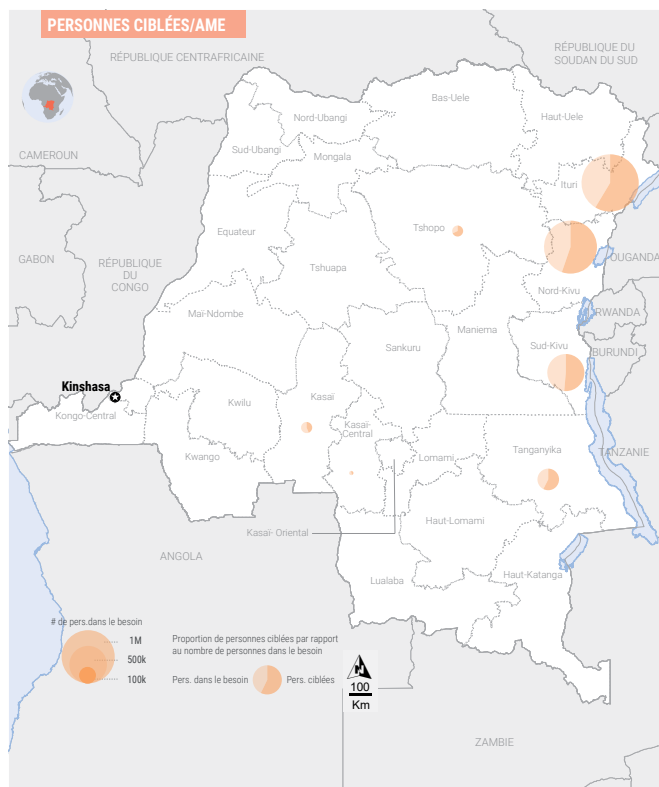 PERSONNES CIBLÉES/AME
RÉPUBLIQUE CENTRAFRICAINE
RÉPUBLIQUE DU
SOUDAN DU SUD
CAMEROUN
Nord-Ubangi
Bas-Uele
Haut-Uele
Sud-Ubangi
Mongala
Ituri
Equateur
Tshopo
GABON
RÉPUBLIQUE
DU
CONGO
Tshuapa
OUGANDA
Nord-Kivu
Maï-Ndombe
Maniema
RWANDA
Sankuru
Sud-Kivu
BURUNDI
Kinshasa
Kongo-Central
Kwilu
Kasaï
Kasaï-
Central
Kwango
Lomami
Tanganyika
TANZANIE
Kasaï- Oriental
Haut-Lomami
ANGOLA
Lualaba
Haut-Katanga
# de pers.dans le besoin
1M
500k
100k
Proportion de personnes ciblées par rapport
au nombre de personnes dans le besoin
Pers. dans le besoin
Pers. ciblées
N
100
Km
ZAMBIE